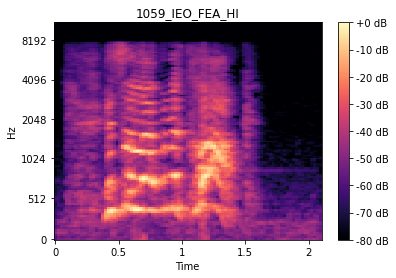 1059_IEO_FEA_HI
8192
4096
2048
1024
512
0
Hz
0
0.5
1
1.5
2
Time
+0 dB
-10 dB
-20 dB
-30 dB
-40 dB
-50 dB
-60 dB
-70 dB
-80 dB